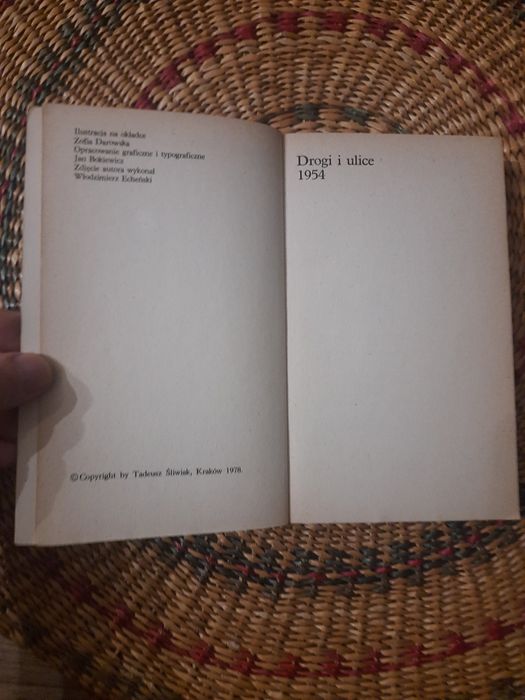 Ilustracja na okładce
Zofia Darowska
Opracowanie graficzne i typograficzne
Jan Bokiewicz
Zdjęcie autora wykonał
Włodzimierz Echeński
© Copyright by Tadeusz Śliwiak, Kraków 1978.
Drogi i ulice
1954